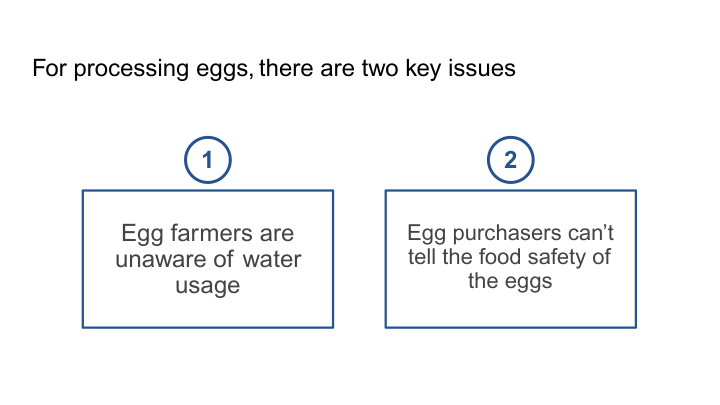 For processing eggs, there are two key issues
1
Egg farmers are
unaware of water
usage
2
Egg purchasers can’t
tell the food safety of
the eggs